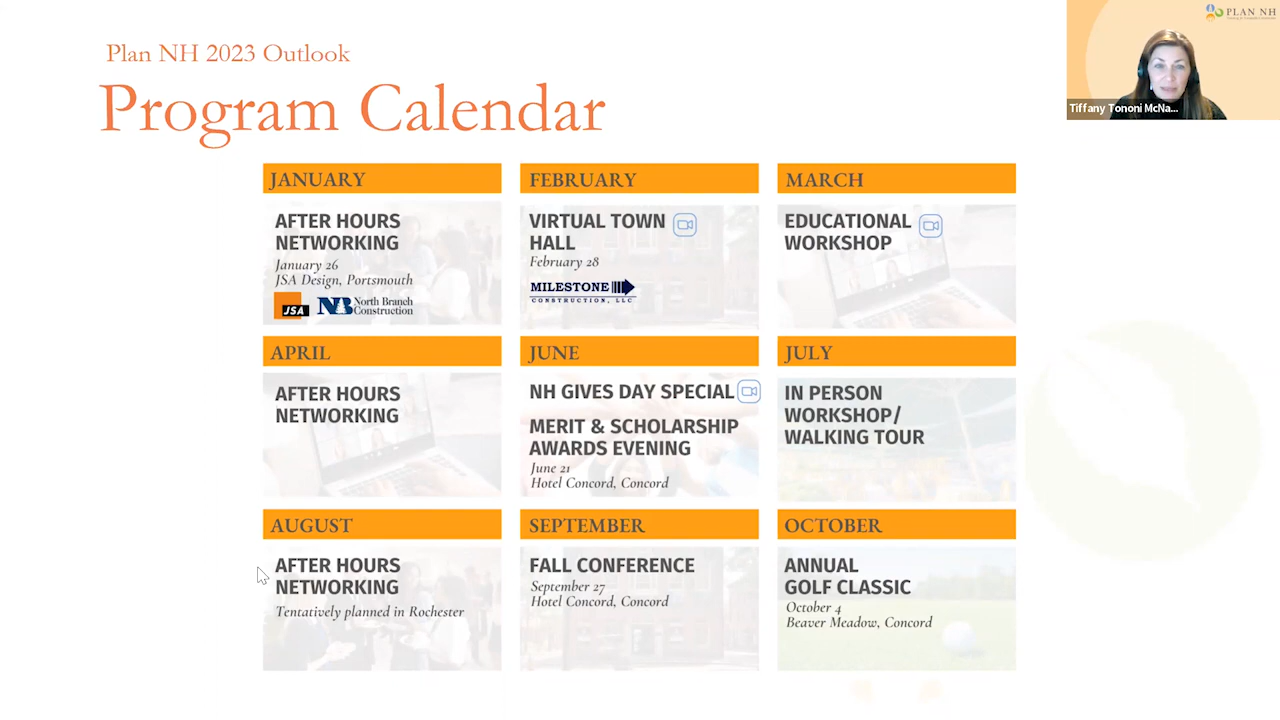 Plan NH 2023 Outlook
Program Calendar
PLAN NH
Tiffany Tononi McNa...
JANUARY
AFTER HOURS
NETWORKING
January 26
JSA Design, Portsmouth
JSA
NB North Branch
Construction
FEBRUARY
VIRTUAL TOWN
HALL
February 28
MILESTONE
CONSTRUCTION, LLC
MARCH
EDUCATIONAL
WORKSHOP
APRIL
AFTER HOURS
NETWORKING
JUNE
NH GIVES DAY SPECIAL
MERIT & SCHOLARSHIP
AWARDS EVENING
June 21
Hotel Concord, Concord
JULY
IN PERSON
WORKSHOP/
WALKING TOUR
AUGUST
AFTER HOURS
NETWORKING
Tentatively planned in Rochester
SEPTEMBER
FALL CONFERENCE
September 27
Hotel Concord, Concord
OCTOBER
ANNUAL
GOLF CLASSIC
October 4
Beaver Meadow, Concord